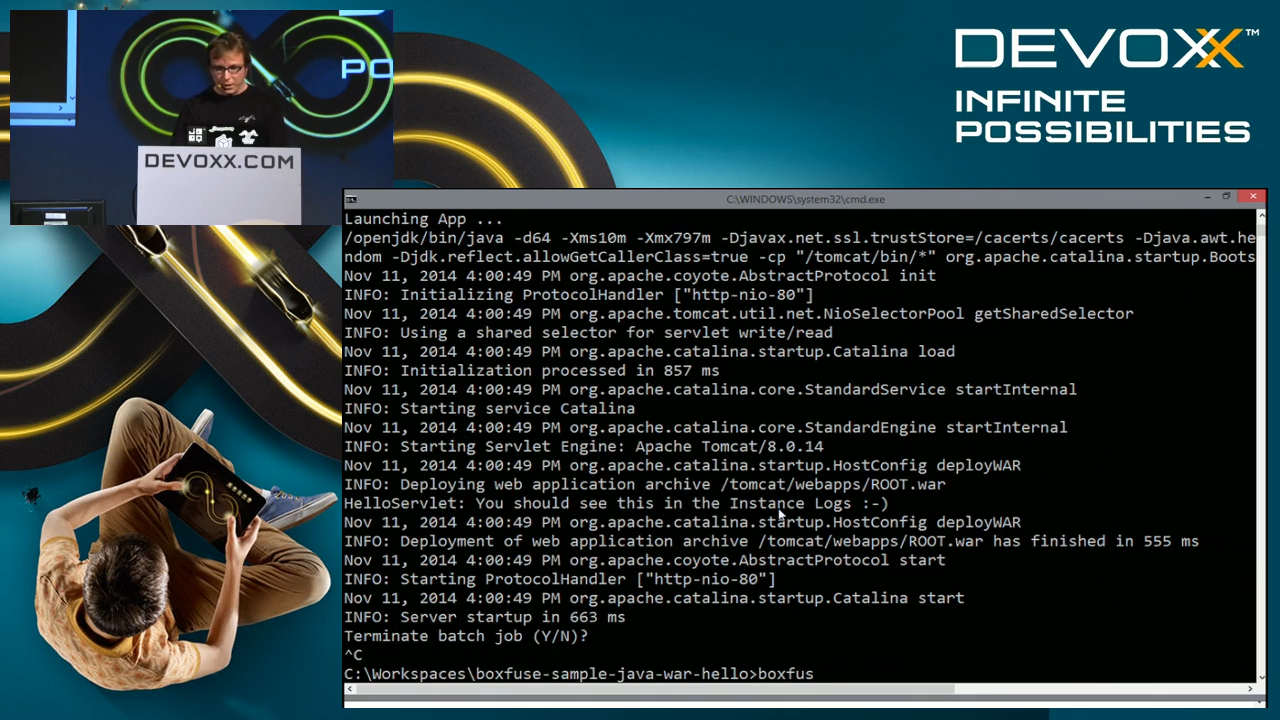 PO
DEVOXX.COM
DEVOXX™
INFINITE
POSSIBILITIES
C:\WINDOWS\system32\cmd.exe
Launching App ...
/openjdk/bin/java -d64 -Xms10m -Xmx797m -Djavax.net.ssl.trustStore=/cacerts/cacerts -Djava.awt.he
ndom -Djdk.reflect.allowGetCallerClass=true -cp "/tomcat/bin/*" org.apache.catalina.startup.Boots
Nov 11, 2014 4:00:49 PM org.apache.coyote.AbstractProtocol init
INFO: Initializing ProtocolHandler ["http-nio-80"]
Nov 11, 2014 4:00:49 PM org.apache.tomcat.util.net.NioSelectorPool getSharedSelector
INFO: Using a shared selector for servlet write/read
Nov 11, 2014 4:00:49 PM org.apache.catalina.startup.Catalina load
INFO: Initialization processed in 857 ms
Nov 11, 2014 4:00:49 PM org.apache.catalina.core.StandardService startInternal
INFO: Starting service Catalina
Nov 11, 2014 4:00:49 PM org.apache.catalina.core.StandardEngine startInternal
INFO: Starting Servlet Engine: Apache Tomcat/8.0.14
Nov 11, 2014 4:00:49 PM org.apache.catalina.startup.HostConfig deployWAR
INFO: Deploying web application archive /tomcat/webapps/ROOT.war
HelloServlet: You should see this in the Instance Logs :-)
Nov 11, 2014 4:00:49 PM org.apache.catalina.startup.HostConfig deployWAR
INFO: Deployment of web application archive /tomcat/webapps/ROOT.war has finished in 555 ms
Nov 11, 2014 4:00:49 PM org.apache.coyote.AbstractProtocol start
INFO: Starting ProtocolHandler ["http-nio-80"]
Nov 11, 2014 4:00:49 PM org.apache.catalina.startup.Catalina start
INFO: Server startup in 663 ms
Terminate batch job (Y/N)?
^C
C:\Workspaces\boxfuse-sample-java-war-hello>boxfus